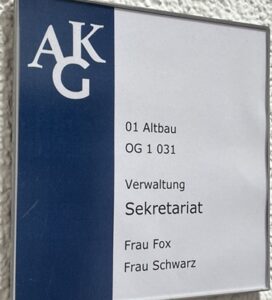 AKG
01 Altbau
OG 1 031
Verwaltung
Sekretariat
Frau Fox
Frau Schwarz